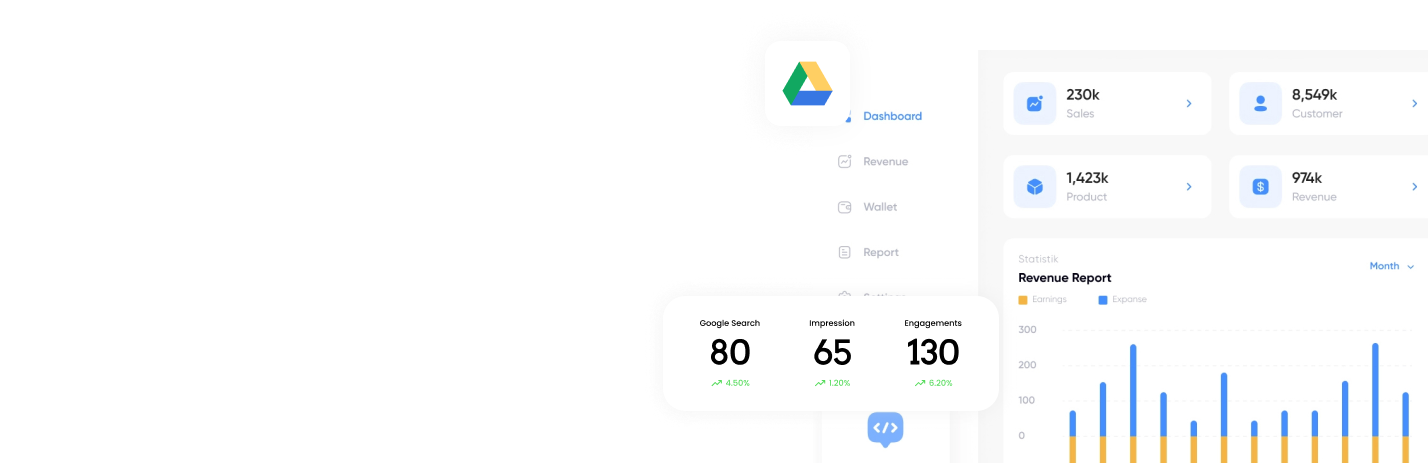 Dashboard
Revenue
Wallet
Report
Settings
230k
Sales
8,549k
Customer
1,423k
Product
974k
Revenue
Statistik
Revenue Report
Month
Earnings
Expanse
300
200
100
0
Google Search
80
4.50%
Impression
65
1.20%
Engagements
130
6.20%